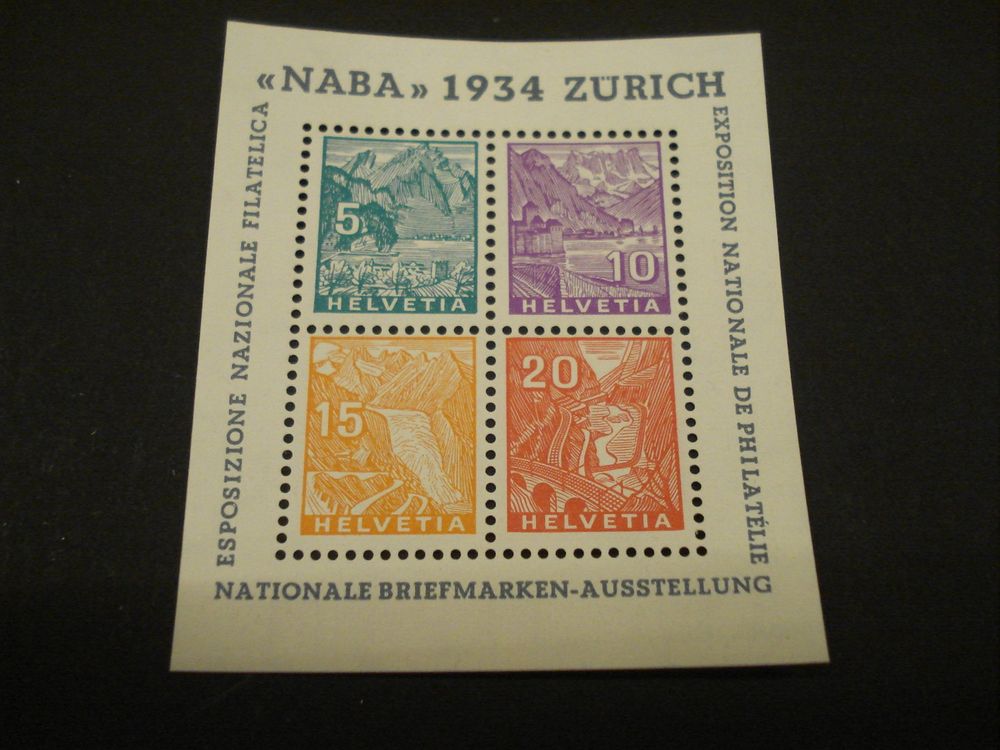 «NABA» 1934 ZÜRICH
ESPOSIZIONE NAZIONALE FILATELICA
EXPOSITION NATIONALE DE PHILATÉLIE
5
HELVETIA
10
HELVETIA
15
HELVETIA
20
HELVETIA
NATIONALE BRIEFMARKEN-AUSSTELLUNG